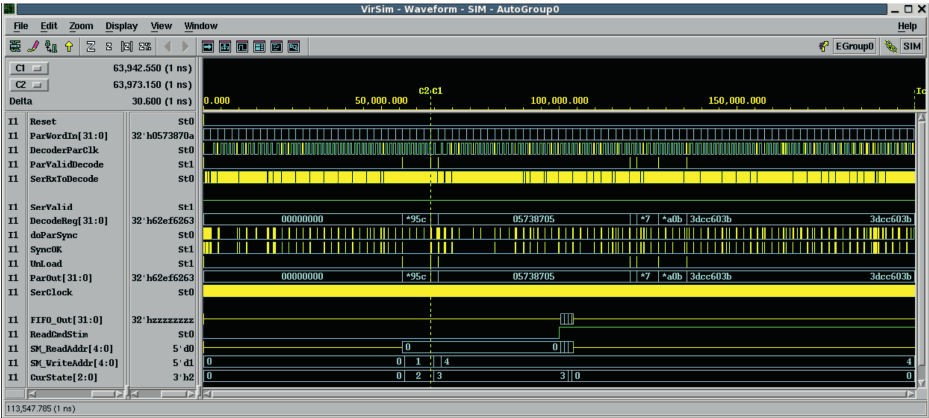 VirSim - Waveform - SIM - AutoGroup0
File Edit Zoom Display View Window Help
EGroup0 SIM
C1 63,942.550 (1 ns)
C2 63,973.150 (1 ns)
Delta 30.600 (1 ns)
C2 C1
0.000 50,000.000 100,000.000 150,000.000
I1 Reset St0
I1 ParWordIn[31:0] 32'h0573870a
I1 DecoderParClk St0
I1 ParValidDecode St1
I1 SerRxToDecode St0
I1 SerValid St1
I1 DecodeReg[31:0] 32'h62ef6263 00000000 *95c 05738705 *7 *a0b 3dcc603b 3dcc603b
I1 doParSync St0
I1 SyncOK St1
I1 UnLoad St1
I1 ParOut[31:0] 32'h62ef6263 00000000 *95c 05738705 *7 *a0b 3dcc603b 3dcc603b
I1 SerClock St0
I1 FIFO_Out[31:0] 32'hzzzzzzzz
I1 ReadCmdStim St0
I1 SM_ReadAddr[4:0] 5'd0 0 0
I1 SM_WriteAddr[4:0] 5'd1 0 0 1 4 4
I1 CurState[2:0] 3'h2 0 0 2 3 3 0 0
113,547.785 (1 ns)